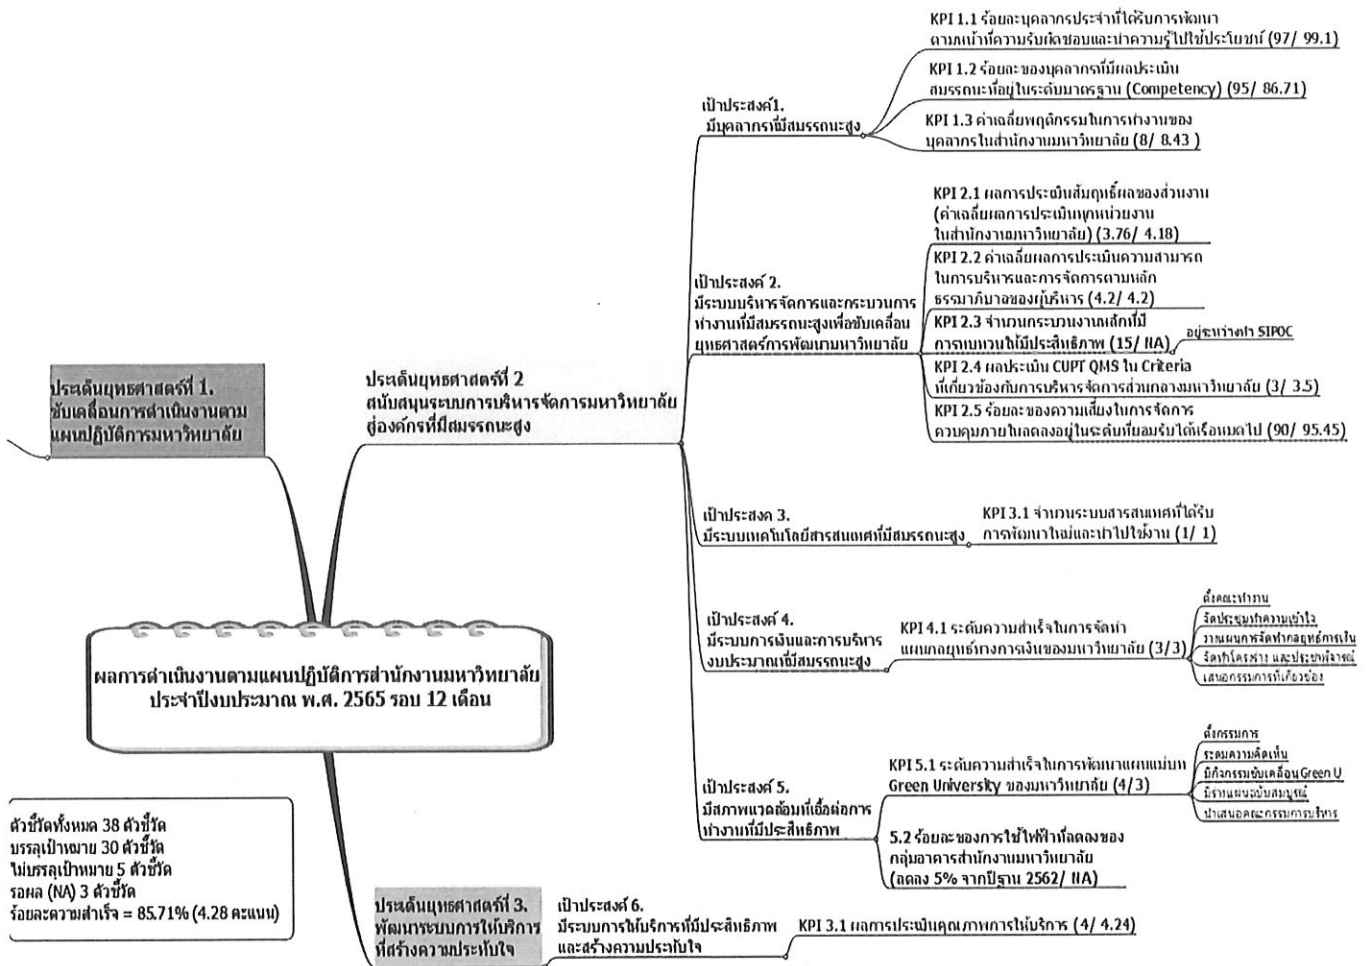 KPI 1.1 ร้อยละบุคลากรประจำที่ได้รับการพัฒนา
ตามหน้าที่ความรับผิดชอบและนำความรู้ไปใช้ประโยชน์ (97/ 99.1)
KPI 1.2 ร้อยละของบุคลากรที่มีผลประเมิน
สมรรถนะที่อยู่ในระดับมาตรฐาน (Competency) (95/ 86.71)
เป้าประสงค์1.
มีบุคลากรที่มีสมรรถนะสูง
KPI 1.3 ค่าเฉลี่ยพฤติกรรมในการทำงานของ
บุคลากรในสำนักงานมหาวิทยาลัย (8/ 8.43 )
KPI 2.1 ผลการประเมินสัมฤทธิ์ผลของส่วนงาน
(ค่าเฉลี่ยผลการประเมินทุกหน่วยงาน
ในสำนักงานมหาวิทยาลัย) (3.76/ 4.18)
KPI 2.2 ค่าเฉลี่ยผลการประเมินความสามารถ
ในการบริหารและการจัดการตามหลัก
ธรรมาภิบาลของผู้บริหาร (4.2/ 4.2)
เป้าประสงค์ 2.
มีระบบบริหารจัดการและกระบวนการ
ทำงานที่มีสมรรถนะสูงเพื่อขับเคลื่อน
ยุทธศาสตร์การพัฒนามหาวิทยาลัย
KPI 2.3 จำนวนกระบวนงานหลักที่มี
การทบทวนให้มีประสิทธิภาพ (15/ NA)
อยู่ระหว่างทำ SIPOC
KPI 2.4 ผลประเมิน CUPT QMS ใน Criteria
ที่เกี่ยวข้องกับการบริหารจัดการส่วนกลางมหาวิทยาลัย (3/ 3.5)
KPI 2.5 ร้อยละของความเสี่ยงในการจัดการ
ควบคุมภายในลดลงอยู่ในระดับที่ยอมรับได้หรือหมดไป (90/ 95.45)
ประเด็นยุทธศาสตร์ที่ 1.
ขับเคลื่อนการดำเนินงานตาม
แผนปฏิบัติการมหาวิทยาลัย
ประเด็นยุทธศาสตร์ที่ 2
สนับสนุนระบบการบริหารจัดการมหาวิทยาลัย
สู่องค์กรที่มีสมรรถนะสูง
เป้าประสงค 3.
มีระบบเทคโนโลยีสารสนเทศที่มีสมรรถนะสูง
KPI 3.1 จำนวนระบบสารสนเทศที่ได้รับ
การพัฒนาใหม่และนำไปใช้งาน (1/ 1)
เป้าประสงค์ 4.
มีระบบการเงินและการบริหาร
งบประมาณที่มีสมรรถนะสูง
KPI 4.1 ระดับความสำเร็จในการจัดทำ
แผนกลยุทธ์ทางการเงินของมหาวิทยาลัย (3/3)
ตั้งคณะทำงาน
จัดประชุมทำความเข้าใจ
วางแผนการจัดทำกลยุทธ์การเงิน
จัดทำโครงร่าง และประชาพิจารณ์
เสนอกรรมการที่เกี่ยวข้อง
ผลการดำเนินงานตามแผนปฏิบัติการสำนักงานมหาวิทยาลัย
ประจำปีงบประมาณ พ.ศ. 2565 รอบ 12 เดือน
เป้าประสงค์ 5.
มีสภาพแวดล้อมที่เอื้อต่อการ
ทำงานที่มีประสิทธิภาพ
KPI 5.1 ระดับความสำเร็จในการพัฒนาแผนแม่บท
Green University ของมหาวิทยาลัย (4/3)
ตั้งกรรมการ
ระดมความคิดเห็น
มีกิจกรรมขับเคลื่อน Green U
มีร่างแผนฉบับสมบูรณ์
นำเสนอคณะกรรมการบริหาร
5.2 ร้อยละของการใช้ไฟฟ้าที่ลดลงของ
กลุ่มอาคารสำนักงานมหาวิทยาลัย
(ลดลง 5% จากปีฐาน 2562/ NA)
ตัวชี้วัดทั้งหมด 38 ตัวชี้วัด
บรรลุเป้าหมาย 30 ตัวชี้วัด
ไม่บรรลุเป้าหมาย 5 ตัวชี้วัด
รอผล (NA) 3 ตัวชี้วัด
ร้อยละความสำเร็จ = 85.71% (4.28 คะแนน)
ประเด็นยุทธศาสตร์ที่ 3.
พัฒนาระบบการให้บริการ
ที่สร้างความประทับใจ
เป้าประสงค์ 6.
มีระบบการให้บริการที่มีประสิทธิภาพ
และสร้างความประทับใจ
KPI 3.1 ผลการประเมินคุณภาพการให้บริการ (4/ 4.24)